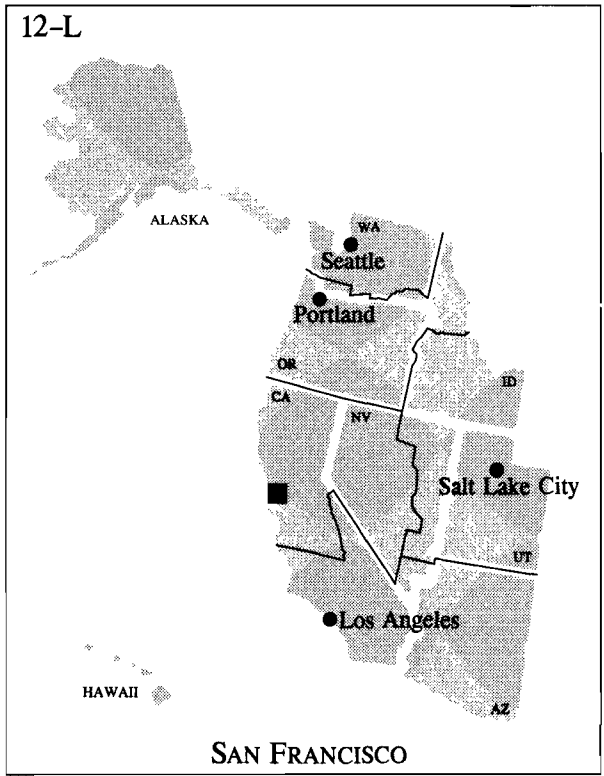 12–L
ALASKA
WA
Seattle
Portland
OR
CA
ID
NV
Salt Lake City
UT
Los Angeles
HAWAII
AZ
SAN FRANCISCO